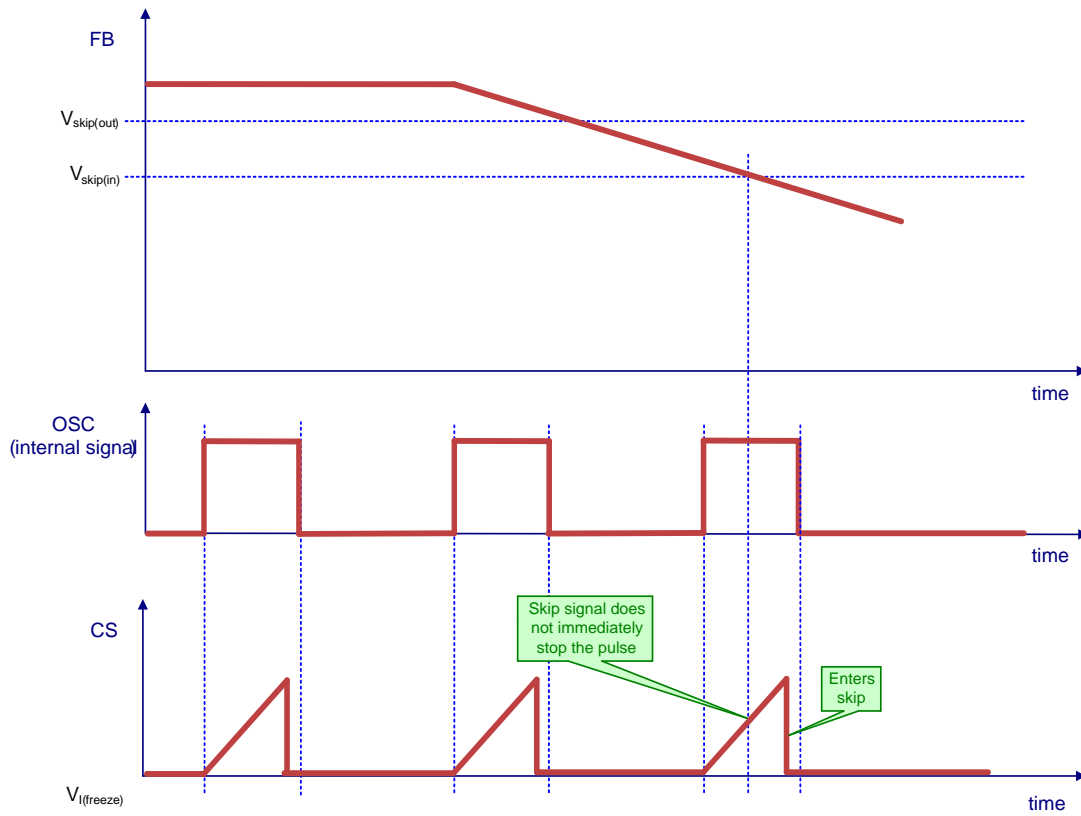 FB
Vskip(out)
Vskip(in)
time
OSC
(internal signal)
time
CS
Skip signal does
not immediately
stop the pulse
Enters
skip
VI(freeze)
time